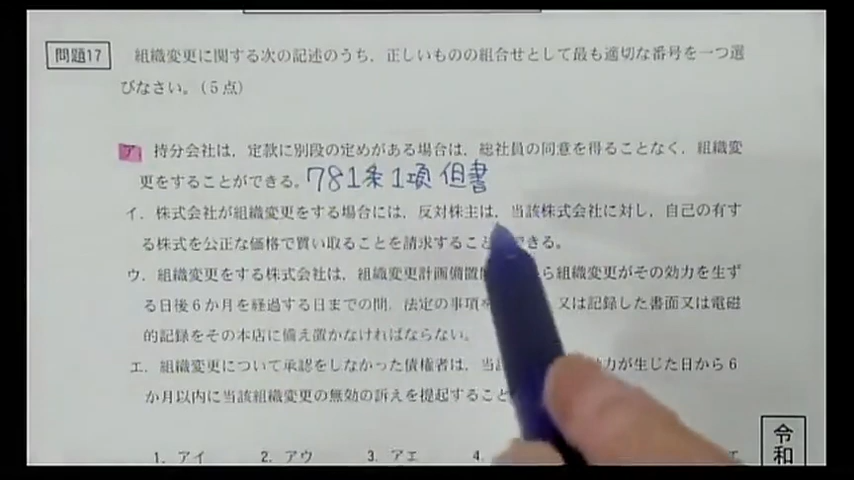 問題17 組織変更に関する次の記述のうち，正しいものの組合せとして最も適切な番号を一つ選
びなさい。（5点）
ア 持分会社は，定款に別段の定めがある場合は，総社員の同意を得ることなく，組織変
更をすることができる。 781条1項 但書
イ．株式会社が組織変更をする場合には，反対株主は，当該株式会社に対し，自己の有す
る株式を公正な価格で買い取ることを請求すること きる。
ウ．組織変更をする株式会社は，組織変更計画備置 ら組織変更がその効力を生ず
る日後6か月を経過する日までの間，法定の事項を 又は記録した書面又は電磁
的記録をその本店に備え置かなければならない。
エ．組織変更について承認をしなかった債権者は，当 力が生じた日から6
か月以内に当該組織変更の無効の訴えを提起すること
1．アイ 2．アウ 3．アエ 4．
令和